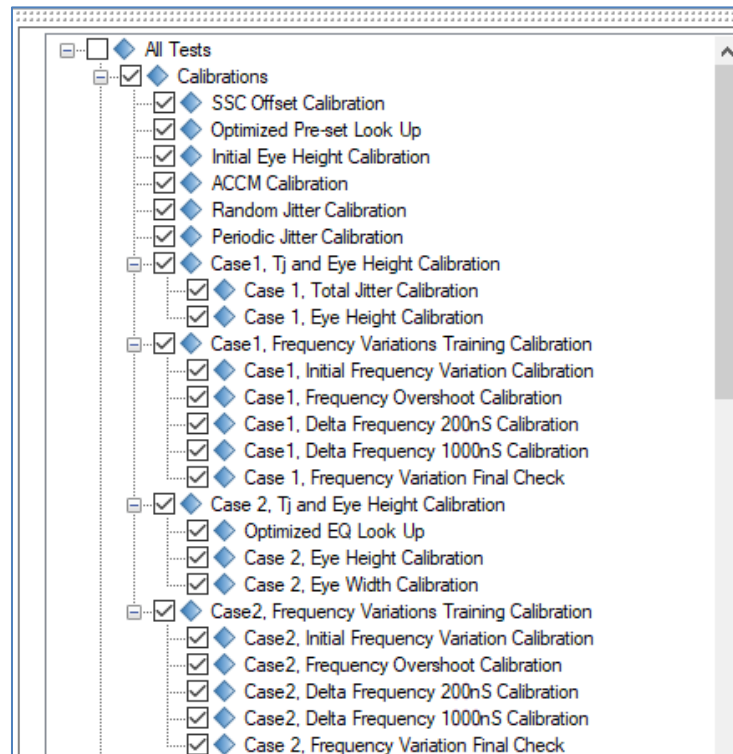 All Tests
Calibrations
SSC Offset Calibration
Optimized Pre-set Look Up
Initial Eye Height Calibration
ACCM Calibration
Random Jitter Calibration
Periodic Jitter Calibration
Case1, Tj and Eye Height Calibration
Case 1, Total Jitter Calibration
Case 1, Eye Height Calibration
Case1, Frequency Variations Training Calibration
Case1, Initial Frequency Variation Calibration
Case1, Frequency Overshoot Calibration
Case1, Delta Frequency 200nS Calibration
Case1, Delta Frequency 1000nS Calibration
Case 1, Frequency Variation Final Check
Case 2, Tj and Eye Height Calibration
Optimized EQ Look Up
Case 2, Eye Height Calibration
Case 2, Eye Width Calibration
Case2, Frequency Variations Training Calibration
Case2, Initial Frequency Variation Calibration
Case2, Frequency Overshoot Calibration
Case2, Delta Frequency 200nS Calibration
Case2, Delta Frequency 1000nS Calibration
Case 2, Frequency Variation Final Check